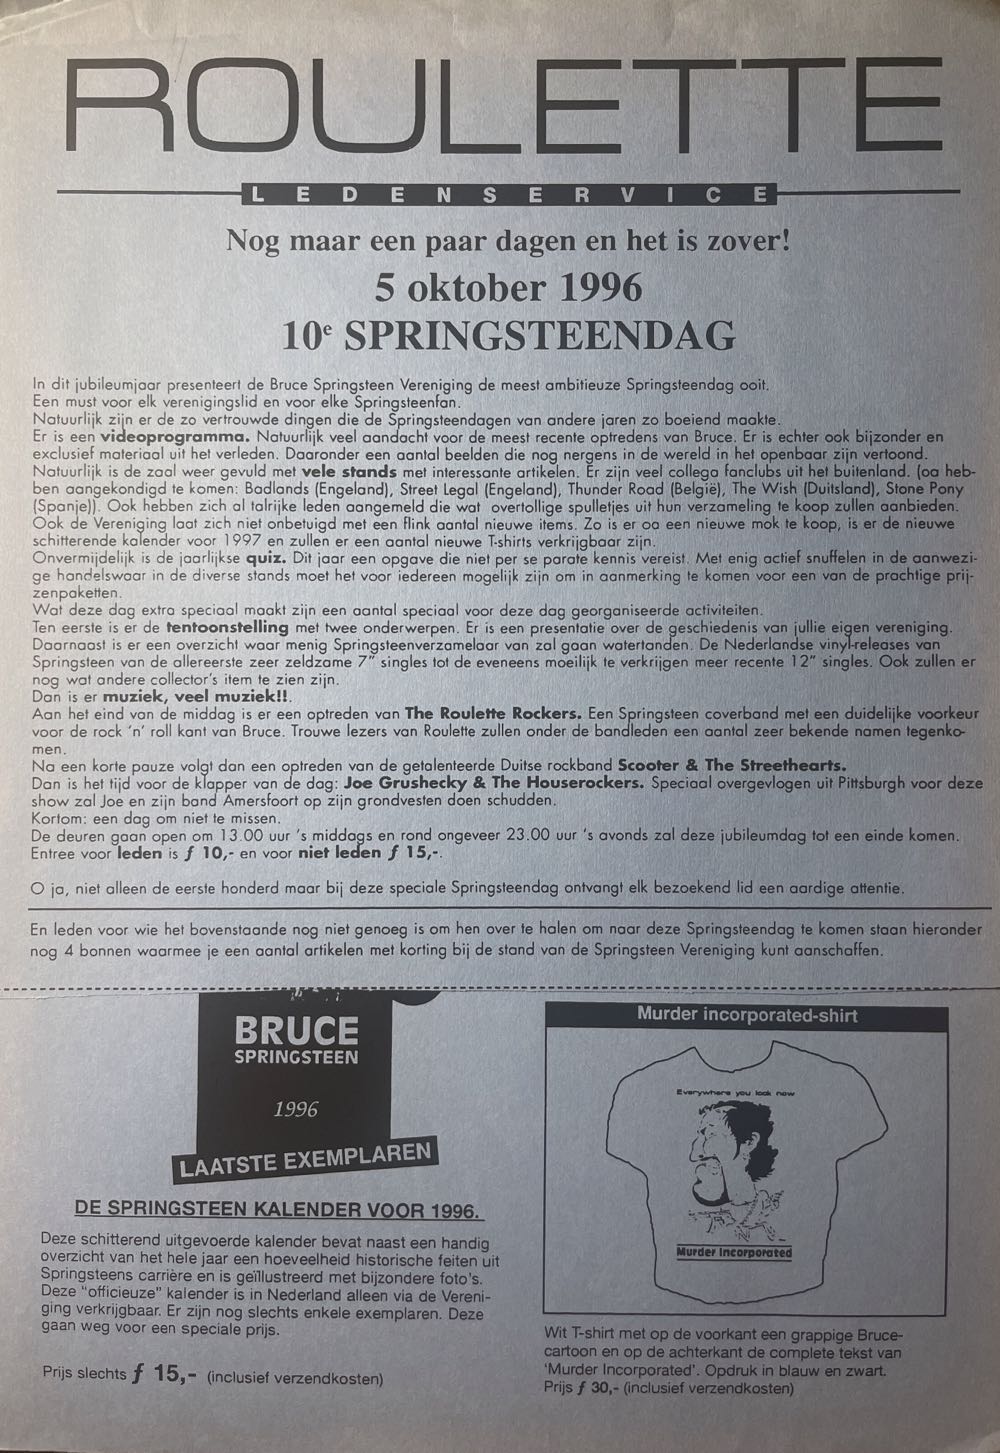 ROULETTE
LEDENSERVICE
Nog maar een paar dagen en het is zover!
5 oktober 1996
10e SPRINGSTEENDAG
In dit jubileumjaar presenteert de Bruce Springsteen Vereniging de meest ambitieuze Springsteendag ooit.
Een must voor elk verenigingslid en voor elke Springsteenfan.
Natuurlijk zijn er de zo vertrouwde dingen die de Springsteendagen van andere jaren zo boeiend maakte.
Er is een videoprogramma. Natuurlijk veel aandacht voor de meest recente optredens van Bruce. Er is echter ook bijzonder en
exclusief materiaal uit het verleden. Daaronder een aantal beelden die nog nergens in de wereld in het openbaar zijn vertoond.
Natuurlijk is de zaal weer gevuld met vele stands met interessante artikelen. Er zijn veel collega fanclubs uit het buitenland. (oa heb-
ben aangekondigd te komen: Badlands (Engeland), Street Legal (Engeland), Thunder Road (België), The Wish (Duitsland), Stone Pony
(Spanje)). Ook hebben zich al talrijke leden aangemeld die wat overtollige spulletjes uit hun verzameling te koop zullen aanbieden.
Ook de Vereniging laat zich niet onbetuigd met een flink aantal nieuwe items. Zo is er oa een nieuwe mok te koop, is er de nieuwe
schitterende kalender voor 1997 en zullen er een aantal nieuwe T-shirts verkrijgbaar zijn.
Onvermijdelijk is de jaarlijkse quiz. Dit jaar een opgave die niet per se parate kennis vereist. Met enig actief snuffelen in de aanwezi-
ge handelswaar in de diverse stands moet het voor iedereen mogelijk zijn om in aanmerking te komen voor een van de prachtige prij-
zenpaketten.
Wat deze dag extra speciaal maakt zijn een aantal speciaal voor deze dag georganiseerde activiteiten.
Ten eerste is er de tentoonstelling met twee onderwerpen. Er is een presentatie over de geschiedenis van jullie eigen vereniging.
Daarnaast is er een overzicht waar menig Springsteenverzamelaar van zal gaan watertanden. De Nederlandse vinyl-releases van
Springsteen van de allereerste zeer zeldzame 7" singles tot de eveneens moeilijk te verkrijgen meer recente 12" singles. Ook zullen er
nog wat andere collector's item te zien zijn.
Dan is er muziek, veel muziek!!.
Aan het eind van de middag is er een optreden van The Roulette Rockers. Een Springsteen coverband met een duidelijke voorkeur
voor de rock 'n' roll kant van Bruce. Trouwe lezers van Roulette zullen onder de bandleden een aantal zeer bekende namen tegenko-
men.
Na een korte pauze volgt dan een optreden van de getalenteerde Duitse rockband Scooter & The Streethearts.
Dan is het tijd voor de klapper van de dag: Joe Grushecky & The Houserockers. Speciaal overgevlogen uit Pittsburgh voor deze
show zal Joe en zijn band Amersfoort op zijn grondvesten doen schudden.
Kortom: een dag om niet te missen.
De deuren gaan open om 13.00 uur 's middags en rond ongeveer 23.00 uur 's avonds zal deze jubileumdag tot een einde komen.
Entree voor leden is ƒ 10,- en voor niet leden ƒ 15,-.
O ja, niet alleen de eerste honderd maar bij deze speciale Springsteendag ontvangt elk bezoekend lid een aardige attentie.
En leden voor wie het bovenstaande nog niet genoeg is om hen over te halen om naar deze Springsteendag te komen staan hieronder
nog 4 bonnen waarmee je een aantal artikelen met korting bij de stand van de Springsteen Vereniging kunt aanschaffen.
BRUCE
SPRINGSTEEN
1996
LAATSTE EXEMPLAREN
DE SPRINGSTEEN KALENDER VOOR 1996.
Deze schitterend uitgevoerde kalender bevat naast een handig
overzicht van het hele jaar een hoeveelheid historische feiten uit
Springsteens carrière en is geïllustreerd met bijzondere foto's.
Deze "officieuze" kalender is in Nederland alleen via de Vereni-
ging verkrijgbaar. Er zijn nog slechts enkele exemplaren. Deze
gaan weg voor een speciale prijs.
Prijs slechts ƒ 15,- (inclusief verzendkosten)
Murder incorporated-shirt
Everywhere you look now
Murder Incorporated
Wit T-shirt met op de voorkant een grappige Bruce-
cartoon en op de achterkant de complete tekst van
'Murder Incorporated'. Opdruk in blauw en zwart.
Prijs ƒ 30,- (inclusief verzendkosten)